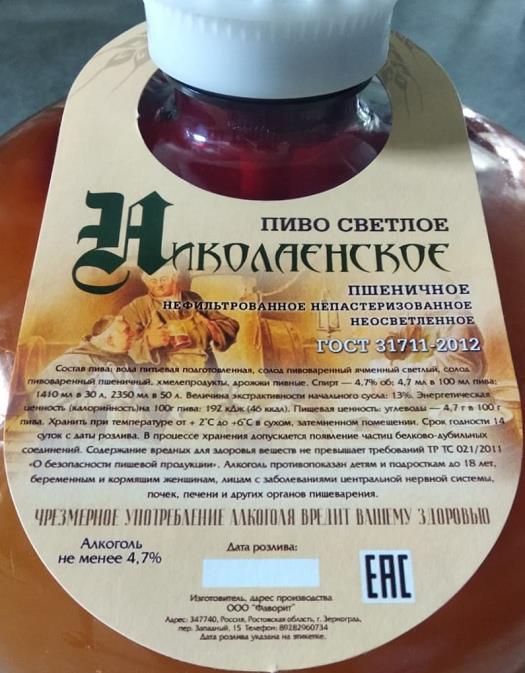 ПИВО СВЕТЛОЕ
НИКОЛАЕНСКОЕ
ПШЕНИЧНОЕ
НЕФИЛЬТРОВАННОЕ НЕПАСТЕРИЗОВАННОЕ
НЕОСВЕТЛЕННОЕ
ГОСТ 31711-2012
Состав пива: вода питьевая подготовленная, солод пивоваренный ячменный светлый, солод
пивоваренный пшеничный, хмелепродукты, дрожжи пивные. Спирт — 4,7% об; 4,7 мл в 100 мл пива;
1410 мл в 30 л, 2350 мл в 50 л. Величина экстрактивности начального сусла: 13%. Энергетическая
ценность (калорийность)на 100г пива: 192 кДж (46 ккал). Пищевая ценность: углеводы — 4,7 г в 100 г
пива. Хранить при температуре от + 2˚С до +6˚С в сухом, затемненном помещении. Срок годности 14
суток с даты розлива. В процессе хранения допускается появление частиц белково-дубильных
соединений. Содержание вредных для здоровья веществ не превышает требований ТР ТС 021/2011
«О безопасности пищевой продукции». Алкоголь противопоказан детям и подросткам до 18 лет,
беременным и кормящим женщинам, лицам с заболеваниями центральной нервной системы,
почек, печени и других органов пищеварения.
ЧРЕЗМЕРНОЕ УПОТРЕБЛЕНИЕ АЛКОГОЛЯ ВРЕДИТ ВАШЕМУ ЗДОРОВЬЮ
Алкоголь
не менее 4,7%
Дата розлива:
EAC
Изготовитель, адрес производства
ООО "Фаворит"
Адрес: 347740, Россия, Ростовская область, г. Зерноград,
пер. Западный, 15 Телефон: 89282960734
Дата розлива указана на этикетке.